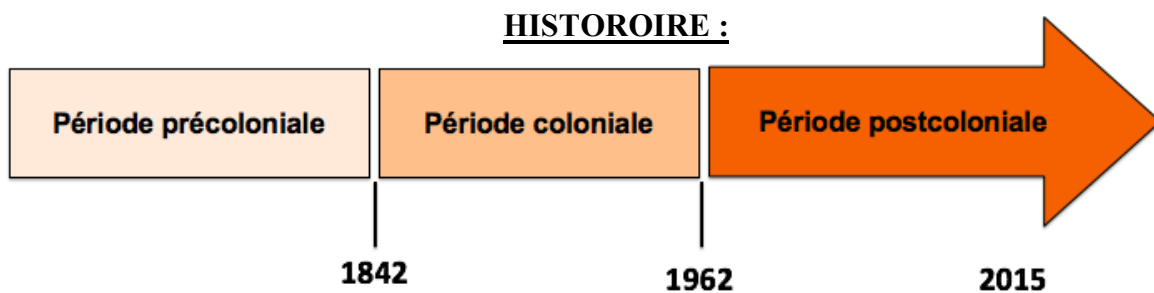 HISTOROIRE :
Période précoloniale
Période coloniale
Période postcoloniale
1842
1962
2015